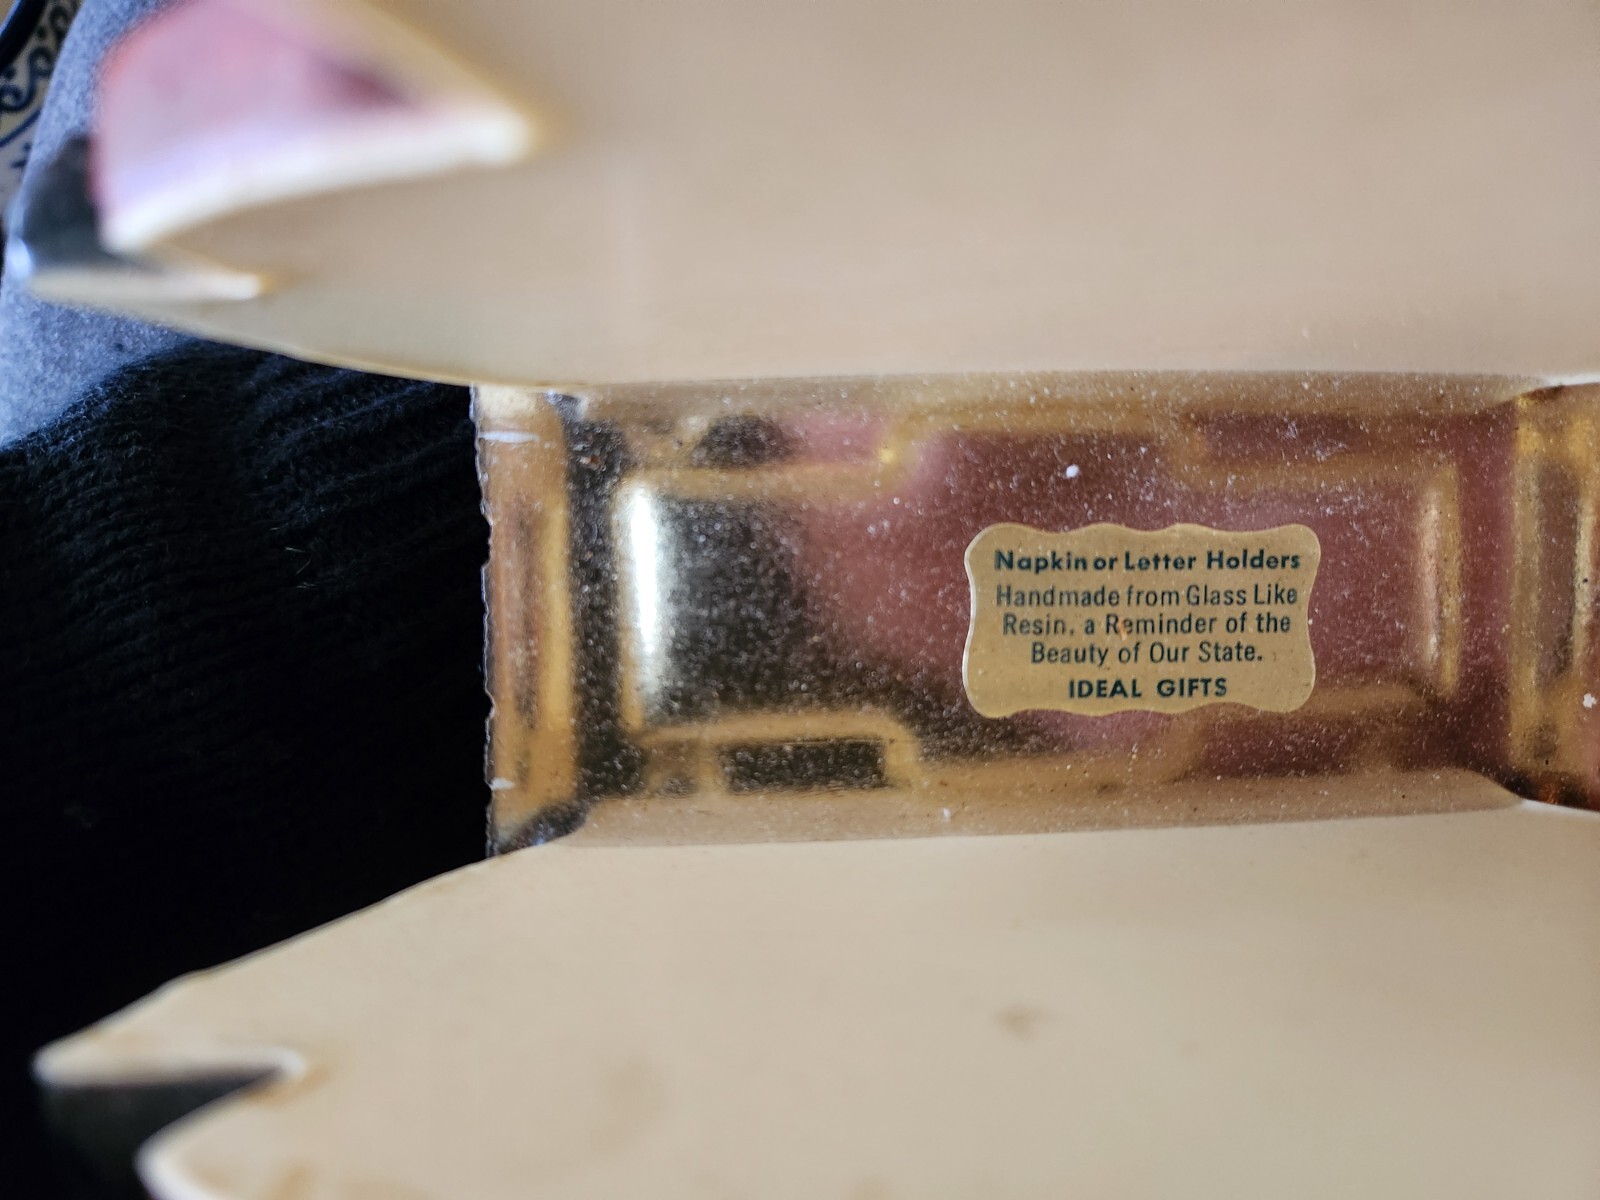 Napkin or Letter Holders
Handmade from Glass Like
Resin, a Reminder of the
Beauty of Our State.
IDEAL GIFTS